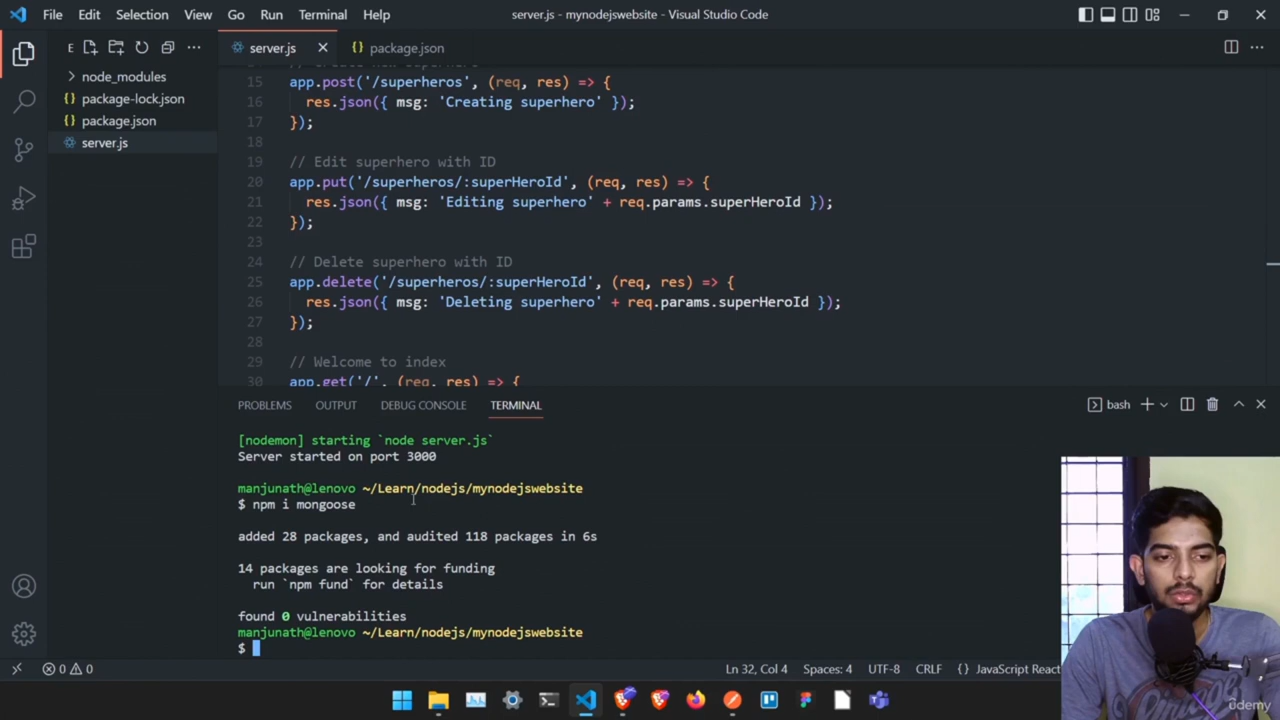 File Edit Selection View Go Run Terminal Help
server.js - mynodejswebsite - Visual Studio Code
E
server.js
{} package.json
node_modules
{} package-lock.json
{} package.json
server.js
15 app.post('/superheros', (req, res) => {
16 res.json({ msg: 'Creating superhero' });
17 });
18
19 // Edit superhero with ID
20 app.put('/superheros/:superHeroId', (req, res) => {
21 res.json({ msg: 'Editing superhero' + req.params.superHeroId });
22 });
23
24 // Delete superhero with ID
25 app.delete('/superheros/:superHeroId', (req, res) => {
26 res.json({ msg: 'Deleting superhero' + req.params.superHeroId });
27 });
28
29 // Welcome to index
30 app.get('/', (req, res) => {
PROBLEMS OUTPUT DEBUG CONSOLE TERMINAL
bash
[nodemon] starting `node server.js`
Server started on port 3000
manjunath@lenovo ~/Learn/nodejs/mynodejswebsite
$ npm i mongoose
added 28 packages, and audited 118 packages in 6s
14 packages are looking for funding
run `npm fund` for details
found 0 vulnerabilities
manjunath@lenovo ~/Learn/nodejs/mynodejswebsite
$
0 0
Ln 32, Col 4 Spaces: 4 UTF-8 CRLF {} JavaScript React
udemy